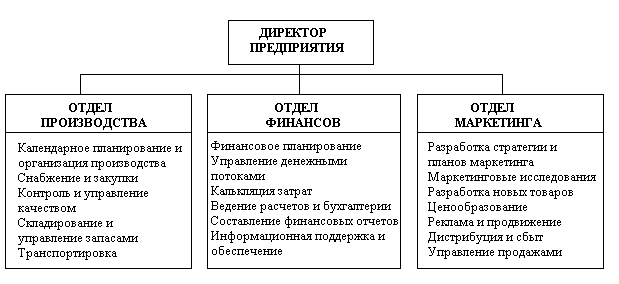 ДИРЕКТОР
ПРЕДПРИЯТИЯ
ОТДЕЛ
ПРОИЗВОДСТВА
Календарное планирование и
организация производства
Снабжение и закупки
Контроль и управление
качеством
Складирование и
управление запасами
Транспортировка
ОТДЕЛ
ФИНАНСОВ
Финансовое планирование
Управление денежными
потоками
Калькляция затрат
Ведение расчетов и бухгалтерии
Составление финансовых отчетов
Информационная поддержка и
обеспечение
ОТДЕЛ
МАРКЕТИНГА
Разработка стратегии и
планов маркетинга
Маркетинговые исследования
Разработка новых товаров
Ценообразование
Реклама и продвижение
Дистрибуция и сбыт
Управление продажами